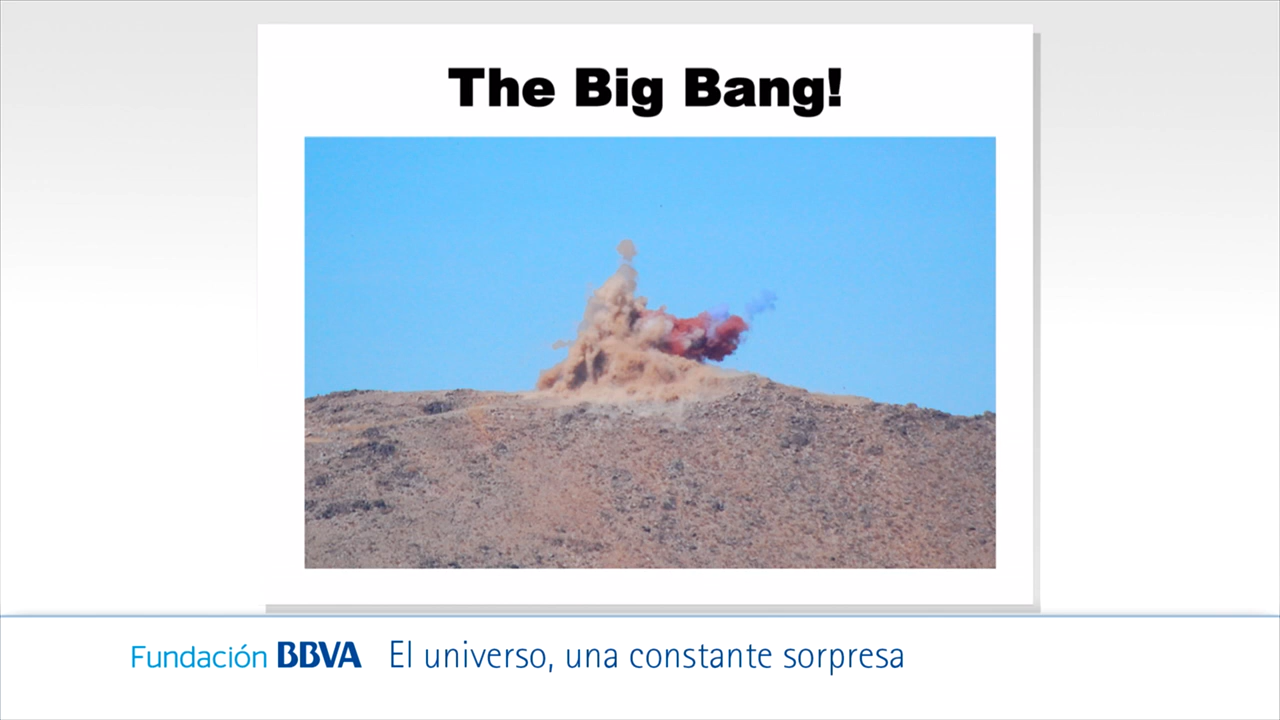 The Big Bang!
Fundación BBVA El universo, una constante sorpresa